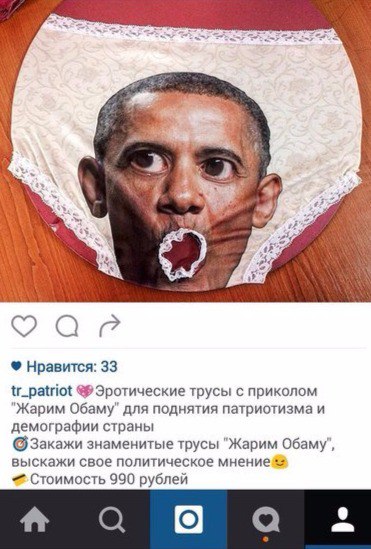 Нравится: 33
tr_patriot 💖Эротические трусы с приколом
"Жарим Обаму" для поднятия патриотизма и
демографии страны
🎯Закажи знаменитые трусы "Жарим Обаму",
выскажи свое политическое мнение😉
💳Стоимость 990 рублей